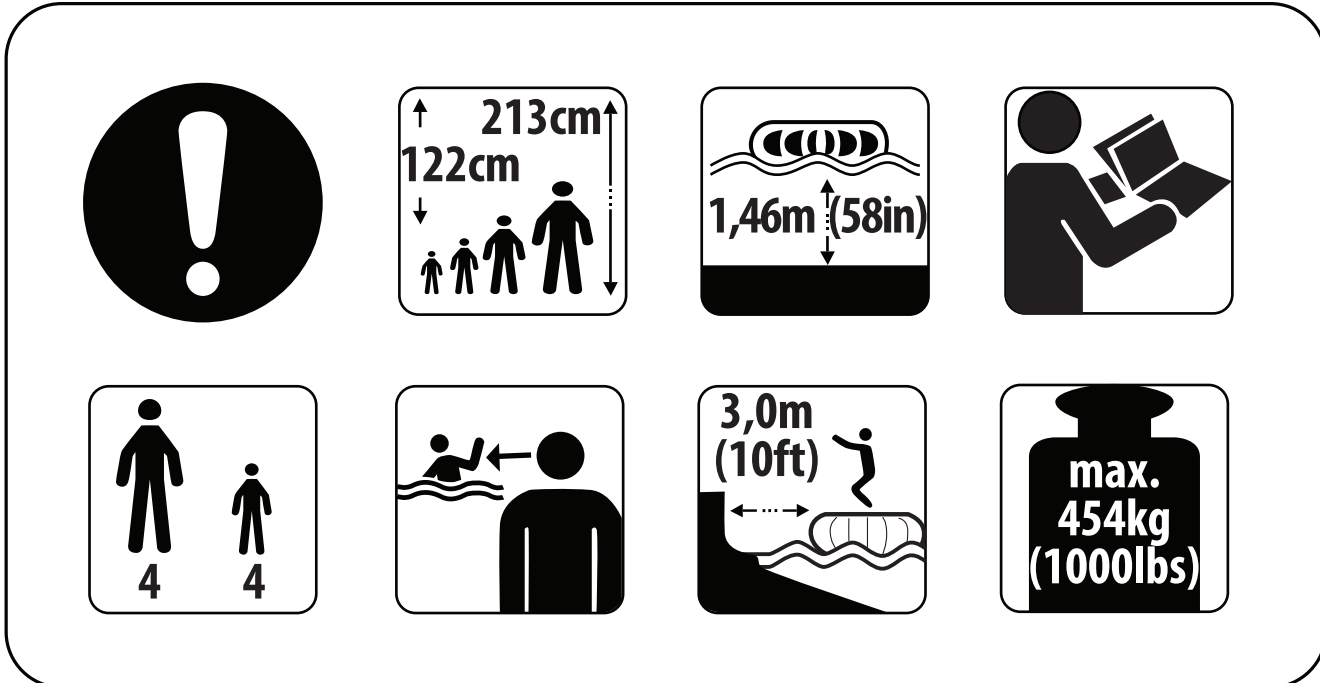 213cm
122cm
1,46m (58in)
4 4
3,0m
(10ft)
max.
454kg
(1000lbs)